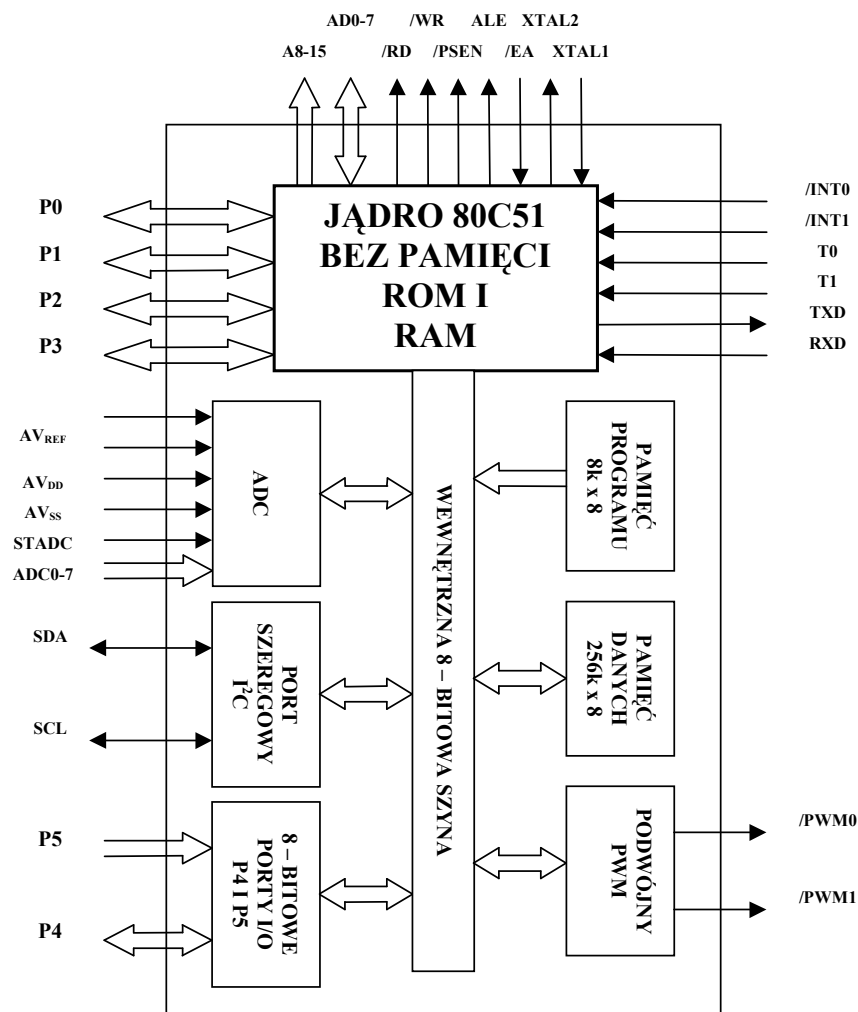 AD0-7 /WR ALE XTAL2
A8-15 /RD /PSEN /EA XTAL1
P0
P1
P2
P3
JĄDRO 80C51
BEZ PAMIĘCI
ROM I
RAM
/INT0
/INT1
T0
T1
TXD
RXD
AV_REF
AV_DD
AV_SS
STADC
ADC0-7
ADC
WEWNĘTRZNA 8 – BITOWA SZYNA
PAMIĘĆ
PROGRAMU
8k x 8
SDA
SCL
PORT
SZEREGOWY
I²C
PAMIĘĆ
DANYCH
256k x 8
P5
P4
8 – BITOWE
PORTY I/O
P4 I P5
PODWÓJNY
PWM
/PWM0
/PWM1